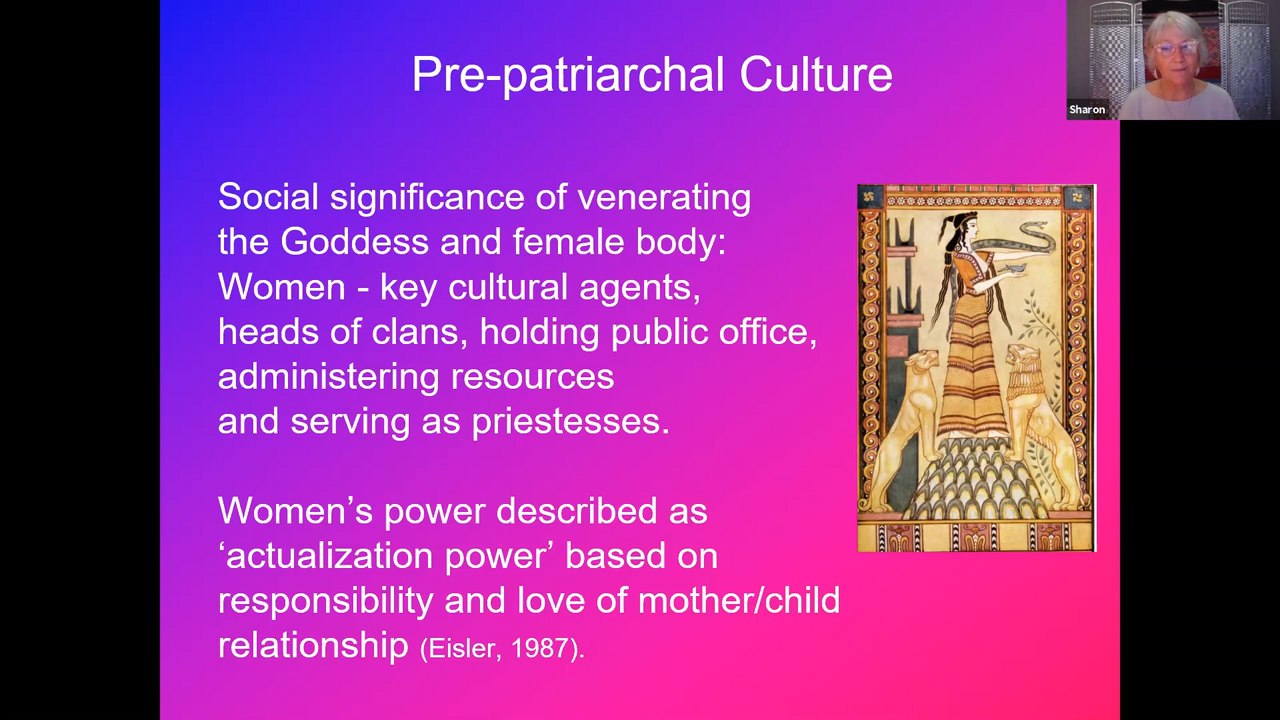 Pre-patriarchal Culture
Sharon
Social significance of venerating
the Goddess and female body:
Women - key cultural agents,
heads of clans, holding public office,
administering resources
and serving as priestesses.
Women’s power described as
‘actualization power’ based on
responsibility and love of mother/child
relationship (Eisler, 1987).